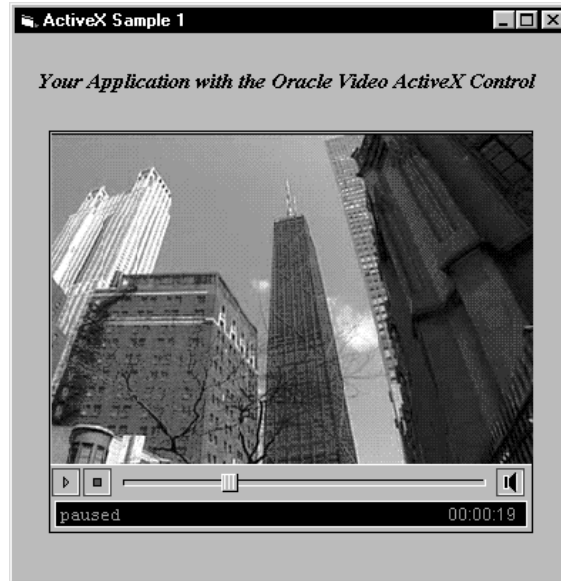 ActiveX Sample 1
Your Application with the Oracle Video ActiveX Control
paused 00:00:19